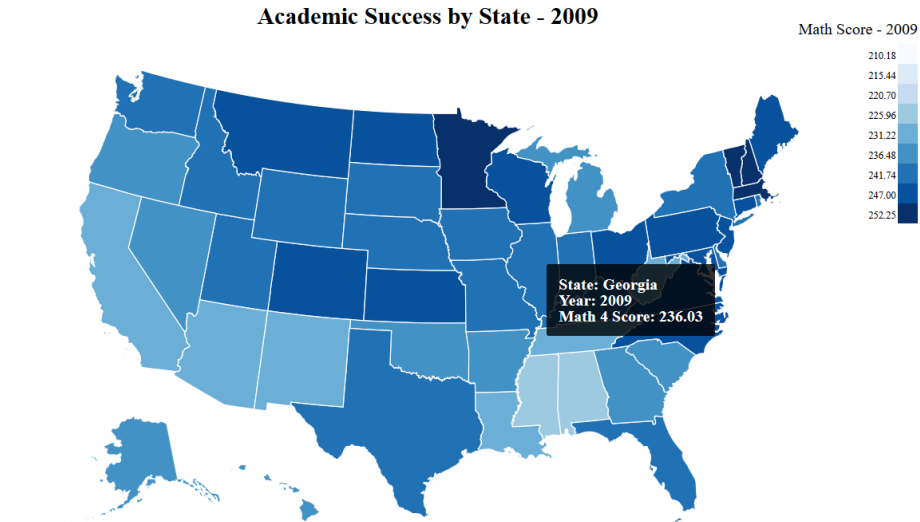 Academic Success by State - 2009
Math Score - 2009
210.18
215.44
220.70
225.96
231.22
236.48
241.74
247.00
252.25
State: Georgia
Year: 2009
Math 4 Score: 236.03